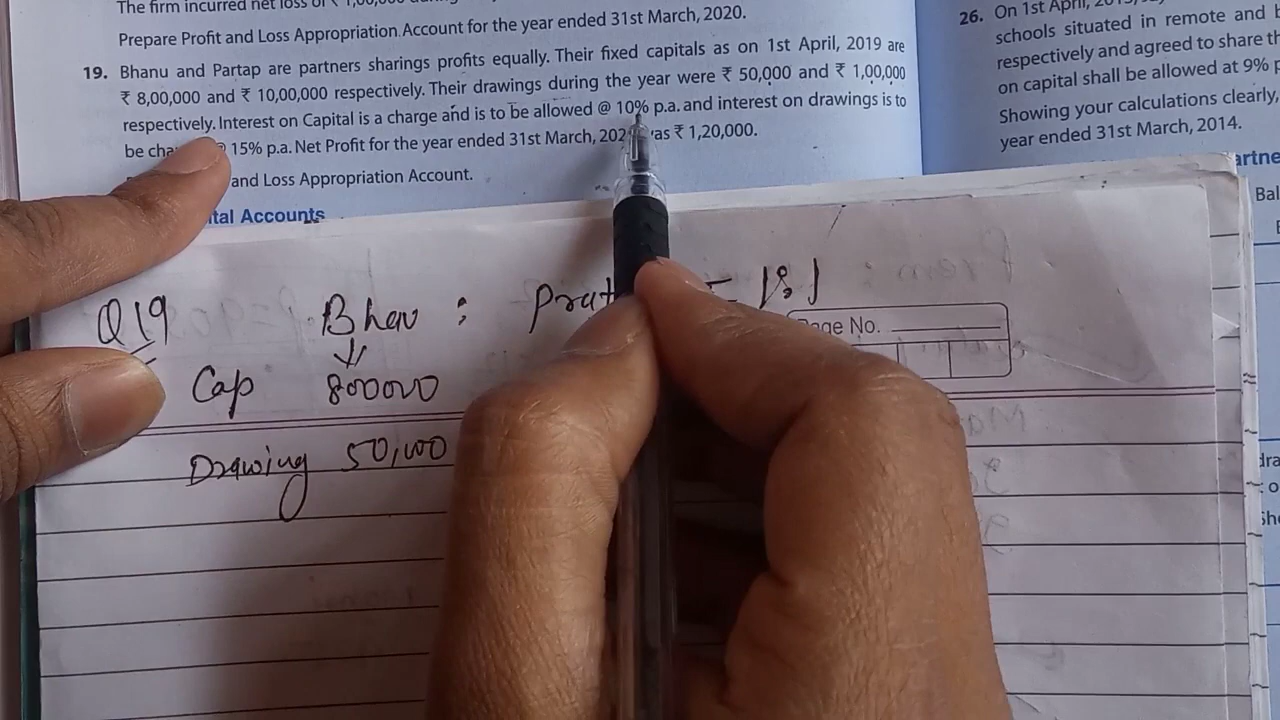 The firm incurred net loss of ₹ 1,00,000
Prepare Profit and Loss Appropriation Account for the year ended 31st March, 2020.
19. Bhanu and Partap are partners sharings profits equally. Their fixed capitals as on 1st April, 2019 are
₹ 8,00,000 and ₹ 10,00,000 respectively. Their drawings during the year were ₹ 50,000 and ₹ 1,00,000
respectively. Interest on Capital is a charge and is to be allowed @ 10% p.a. and interest on drawings is to
be 15% p.a. Net Profit for the year ended 31st March, as ₹ 1,20,000.
and Loss Appropriation Account.
Accounts
26. On 1st April,
schools situated in remote and
respectively and agreed to share
on capital shall be allowed at 9%
Showing your calculations clearly,
year ended 31st March, 2014.
Q19 Bhav : = 1:1
Page No.
Cap 800000
Drawing 50,000